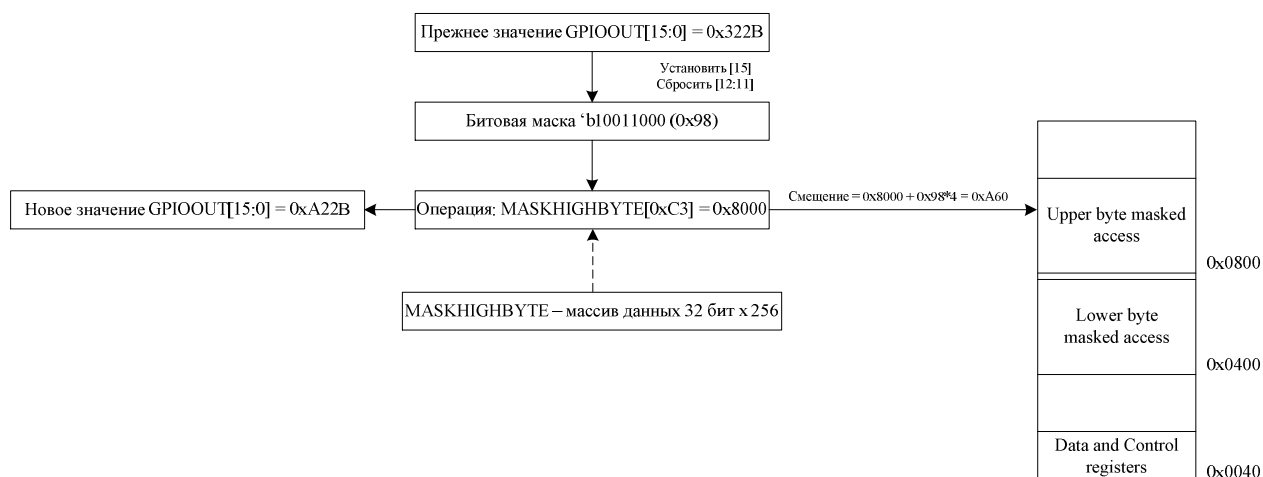 Прежнее значение GPIOOUT[15:0] = 0x322B
Установить [15]
Сбросить [12:11]
Битовая маска ‘b10011000 (0x98)
Новое значение GPIOOUT[15:0] = 0xA22B
Операция: MASKHIGHBYTE[0xC3] = 0x8000
Смещение = 0x8000 + 0x98*4 = 0xA60
MASKHIGHBYTE – массив данных 32 бит x 256
Upper byte masked
access
0x0800
Lower byte
masked access
0x0400
Data and Control
registers
0x0040